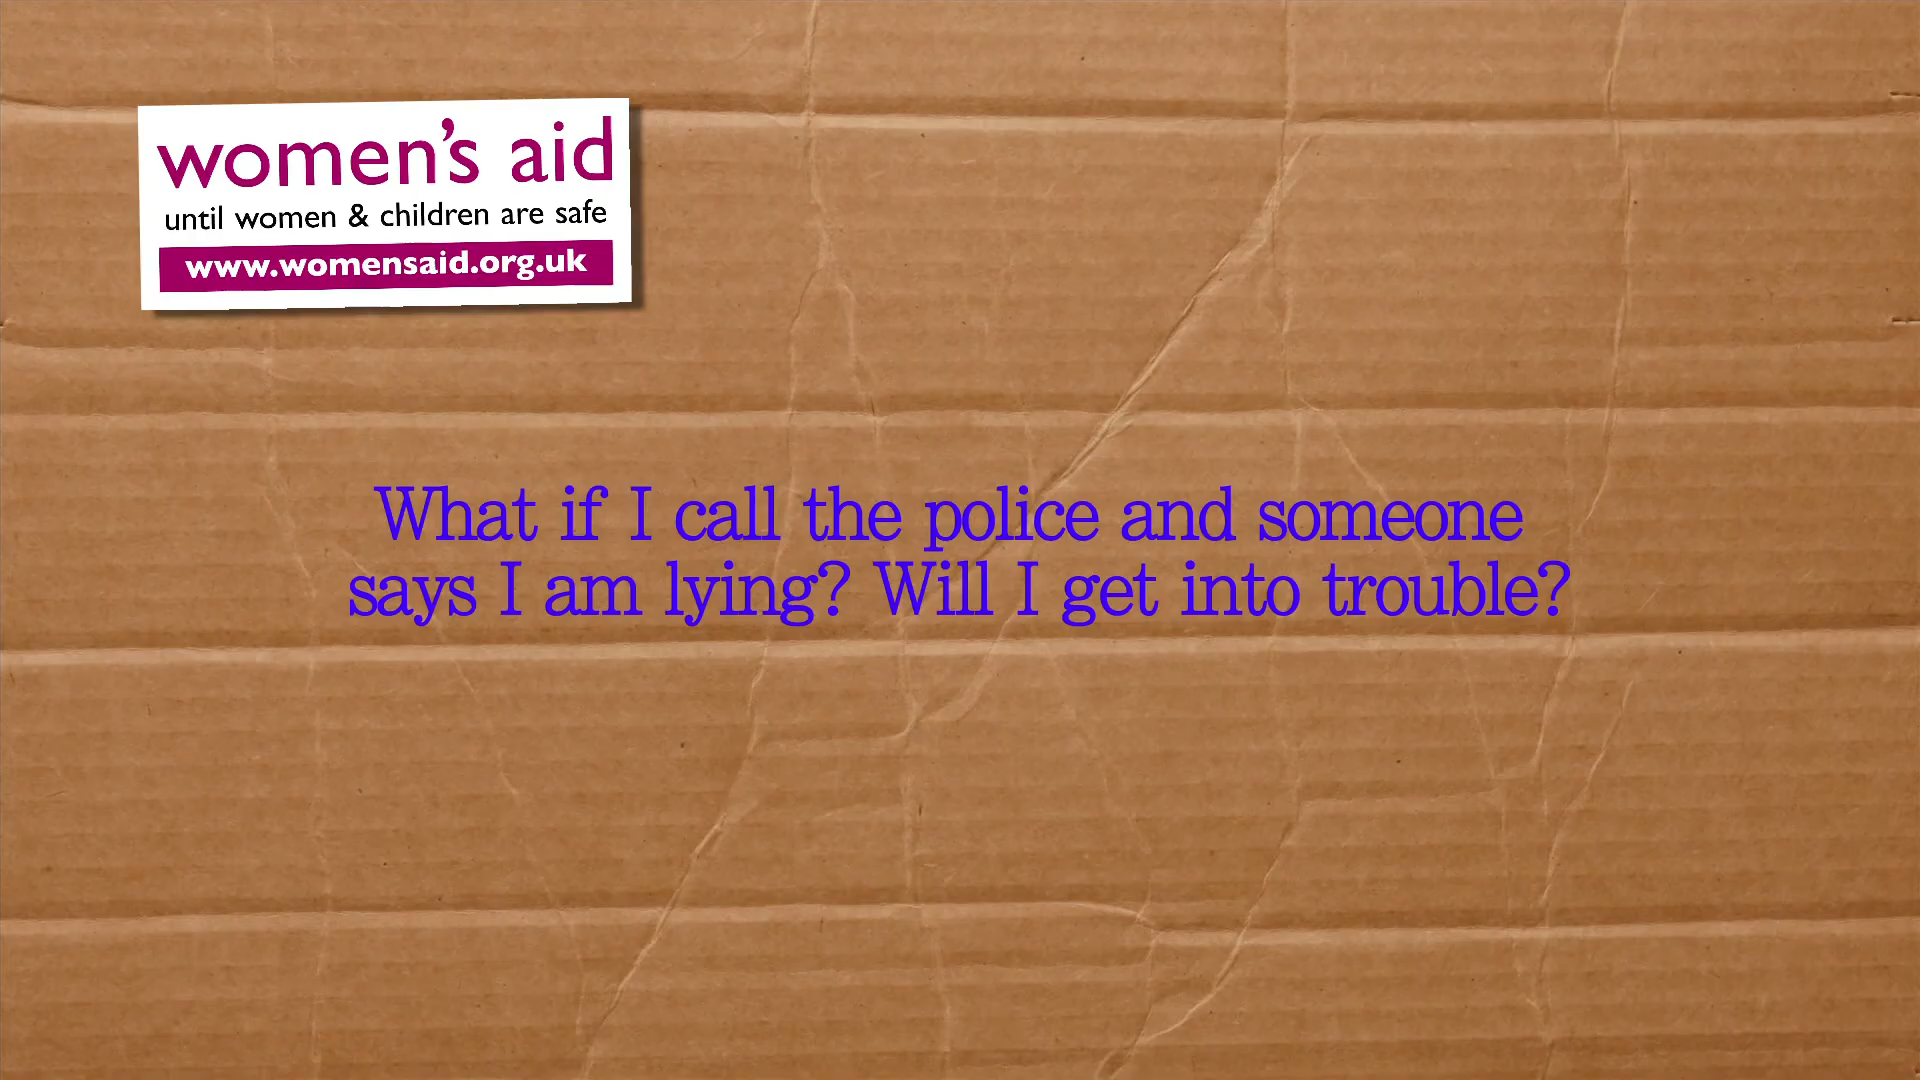 women's aid
until women & children are safe
www.womensaid.org.uk
What if I call the police and someone
says I am lying? Will I get into trouble?